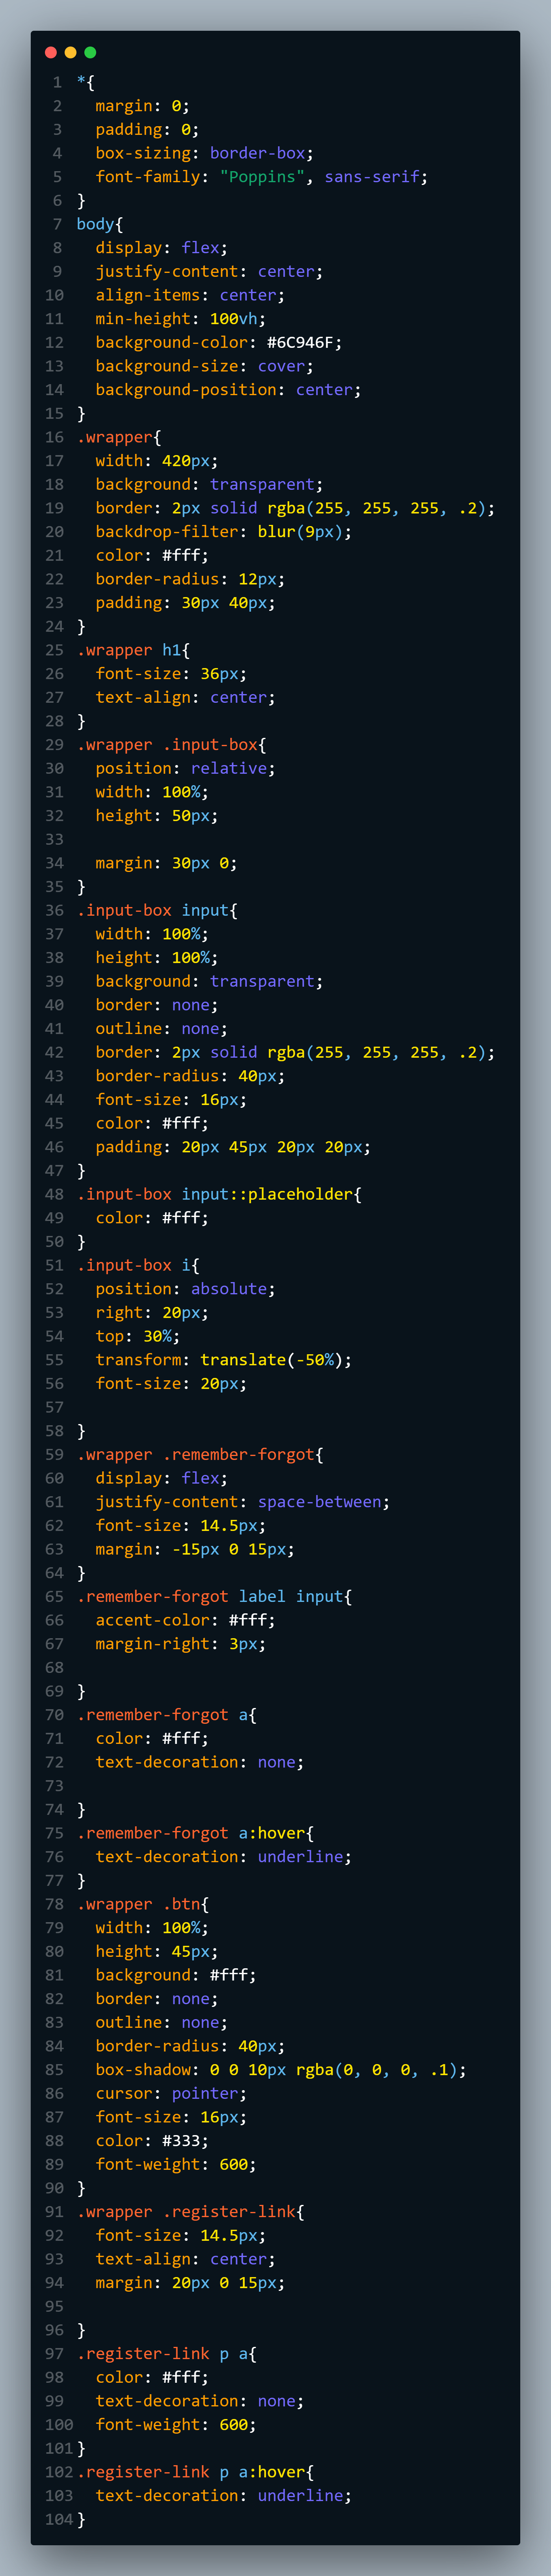 1 *{
2   margin: 0;
3   padding: 0;
4   box-sizing: border-box;
5   font-family: "Poppins", sans-serif;
6 }
7 body{
8   display: flex;
9   justify-content: center;
10   align-items: center;
11   min-height: 100vh;
12   background-color: #6C946F;
13   background-size: cover;
14   background-position: center;
15 }
16 .wrapper{
17   width: 420px;
18   background: transparent;
19   border: 2px solid rgba(255, 255, 255, .2);
20   backdrop-filter: blur(9px);
21   color: #fff;
22   border-radius: 12px;
23   padding: 30px 40px;
24 }
25 .wrapper h1{
26   font-size: 36px;
27   text-align: center;
28 }
29 .wrapper .input-box{
30   position: relative;
31   width: 100%;
32   height: 50px;
33
34   margin: 30px 0;
35 }
36 .input-box input{
37   width: 100%;
38   height: 100%;
39   background: transparent;
40   border: none;
41   outline: none;
42   border: 2px solid rgba(255, 255, 255, .2);
43   border-radius: 40px;
44   font-size: 16px;
45   color: #fff;
46   padding: 20px 45px 20px 20px;
47 }
48 .input-box input::placeholder{
49   color: #fff;
50 }
51 .input-box i{
52   position: absolute;
53   right: 20px;
54   top: 30%;
55   transform: translate(-50%);
56   font-size: 20px;
57
58 }
59 .wrapper .remember-forgot{
60   display: flex;
61   justify-content: space-between;
62   font-size: 14.5px;
63   margin: -15px 0 15px;
64 }
65 .remember-forgot label input{
66   accent-color: #fff;
67   margin-right: 3px;
68
69 }
70 .remember-forgot a{
71   color: #fff;
72   text-decoration: none;
73
74 }
75 .remember-forgot a:hover{
76   text-decoration: underline;
77 }
78 .wrapper .btn{
79   width: 100%;
80   height: 45px;
81   background: #fff;
82   border: none;
83   outline: none;
84   border-radius: 40px;
85   box-shadow: 0 0 10px rgba(0, 0, 0, .1);
86   cursor: pointer;
87   font-size: 16px;
88   color: #333;
89   font-weight: 600;
90 }
91 .wrapper .register-link{
92   font-size: 14.5px;
93   text-align: center;
94   margin: 20px 0 15px;
95
96 }
97 .register-link p a{
98   color: #fff;
99   text-decoration: none;
100   font-weight: 600;
101 }
102 .register-link p a:hover{
103   text-decoration: underline;
104 }